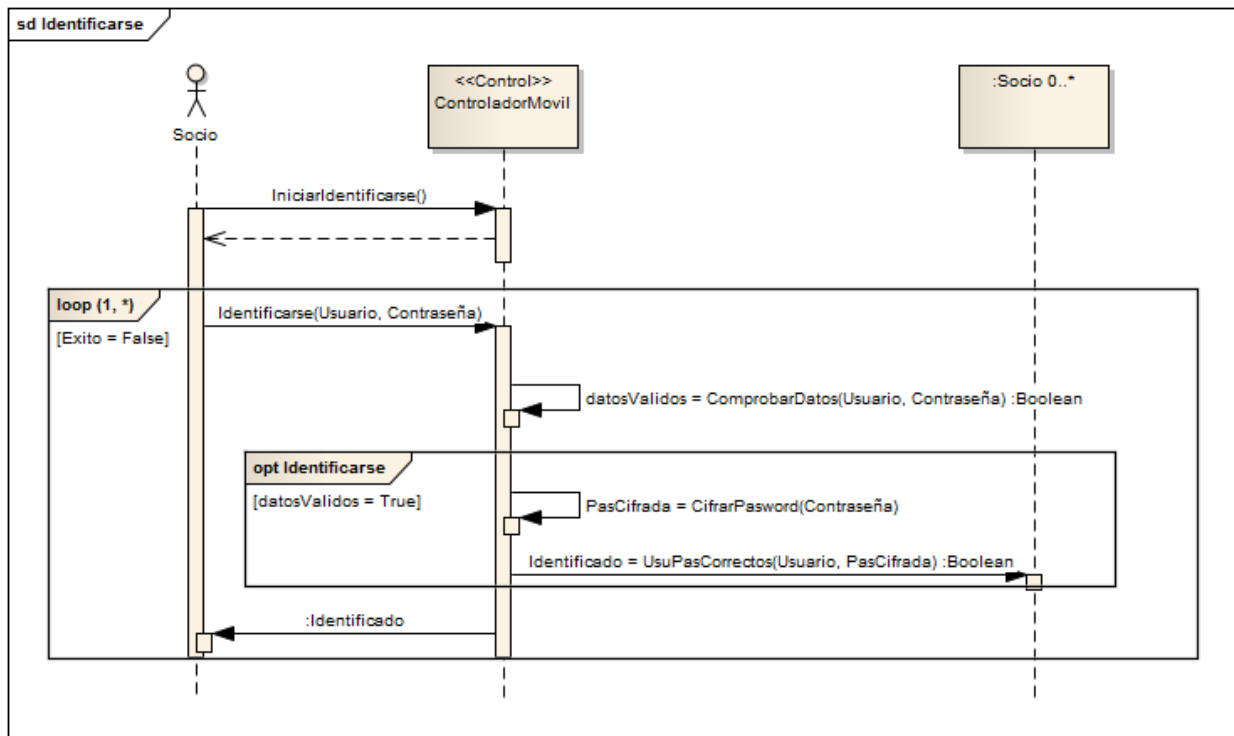 sd Identificarse
Socio
<<Control>>
ControladorMovil
:Socio 0..*
IniciarIdentificarse()
loop (1, *)
[Exito = False]
Identificarse(Usuario, Contraseña)
datosValidos = ComprobarDatos(Usuario, Contraseña) :Boolean
opt Identificarse
[datosValidos = True]
PasCifrada = CifrarPasword(Contraseña)
Identificado = UsuPasCorrectos(Usuario, PasCifrada) :Boolean
:Identificado